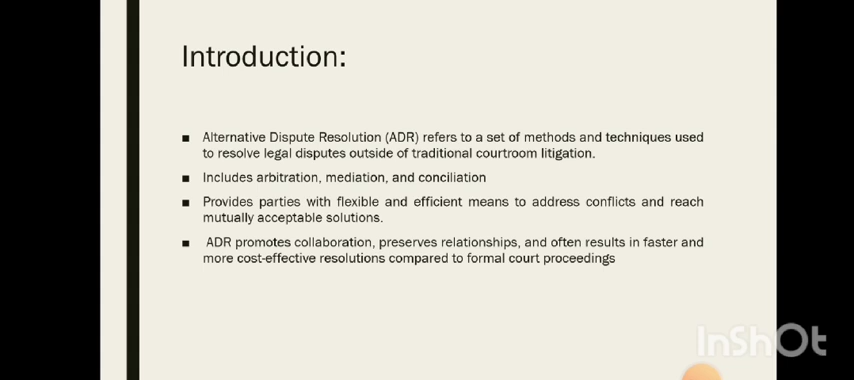 Introduction:
■ Alternative Dispute Resolution (ADR) refers to a set of methods and techniques used
to resolve legal disputes outside of traditional courtroom litigation.
■ Includes arbitration, mediation, and conciliation
■ Provides parties with flexible and efficient means to address conflicts and reach
mutually acceptable solutions.
■ ADR promotes collaboration, preserves relationships, and often results in faster and
more cost-effective resolutions compared to formal court proceedings
InShOt